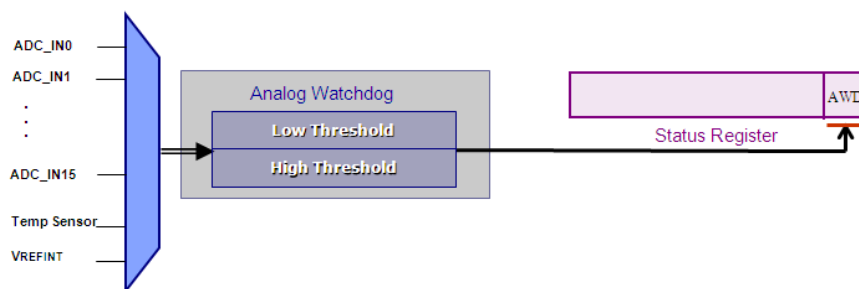 ADC_IN0
ADC_IN1
.
.
.
ADC_IN15
Temp Sensor
VREFINT
Analog Watchdog
Low Threshold
High Threshold
AWD
Status Register